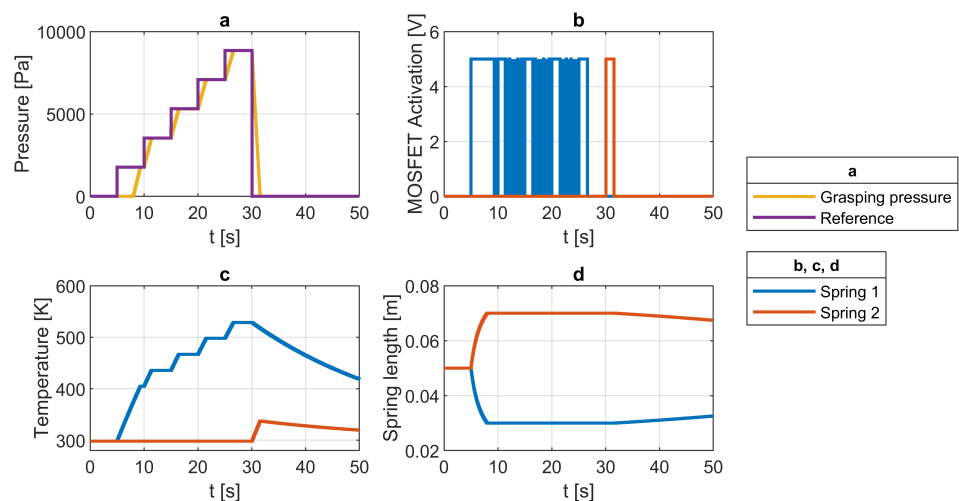 a
Pressure [Pa]
10000
5000
0
0 10 20 30 40 50
t [s]
b
MOSFET Activation [V]
6
4
2
0
0 10 20 30 40 50
t [s]
a
Grasping pressure
Reference
b, c, d
Spring 1
Spring 2
c
Temperature [K]
600
500
400
300
0 10 20 30 40 50
t [s]
d
Spring length [m]
0.08
0.06
0.04
0.02
0 10 20 30 40 50
t [s]